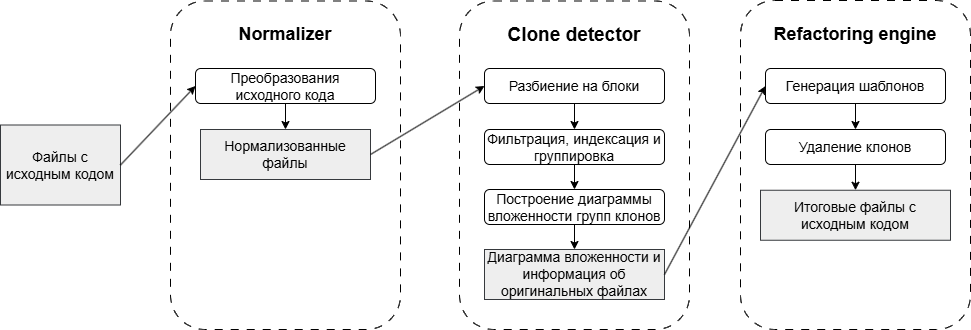 Файлы с
исходным кодом
Normalizer
Преобразования
исходного кода
Нормализованные
файлы
Clone detector
Разбиение на блоки
Фильтрация, индексация и
группировка
Построение диаграммы
вложенности групп клонов
Диаграмма вложенности и
информация об
оригинальных файлах
Refactoring engine
Генерация шаблонов
Удаление клонов
Итоговые файлы с
исходным кодом